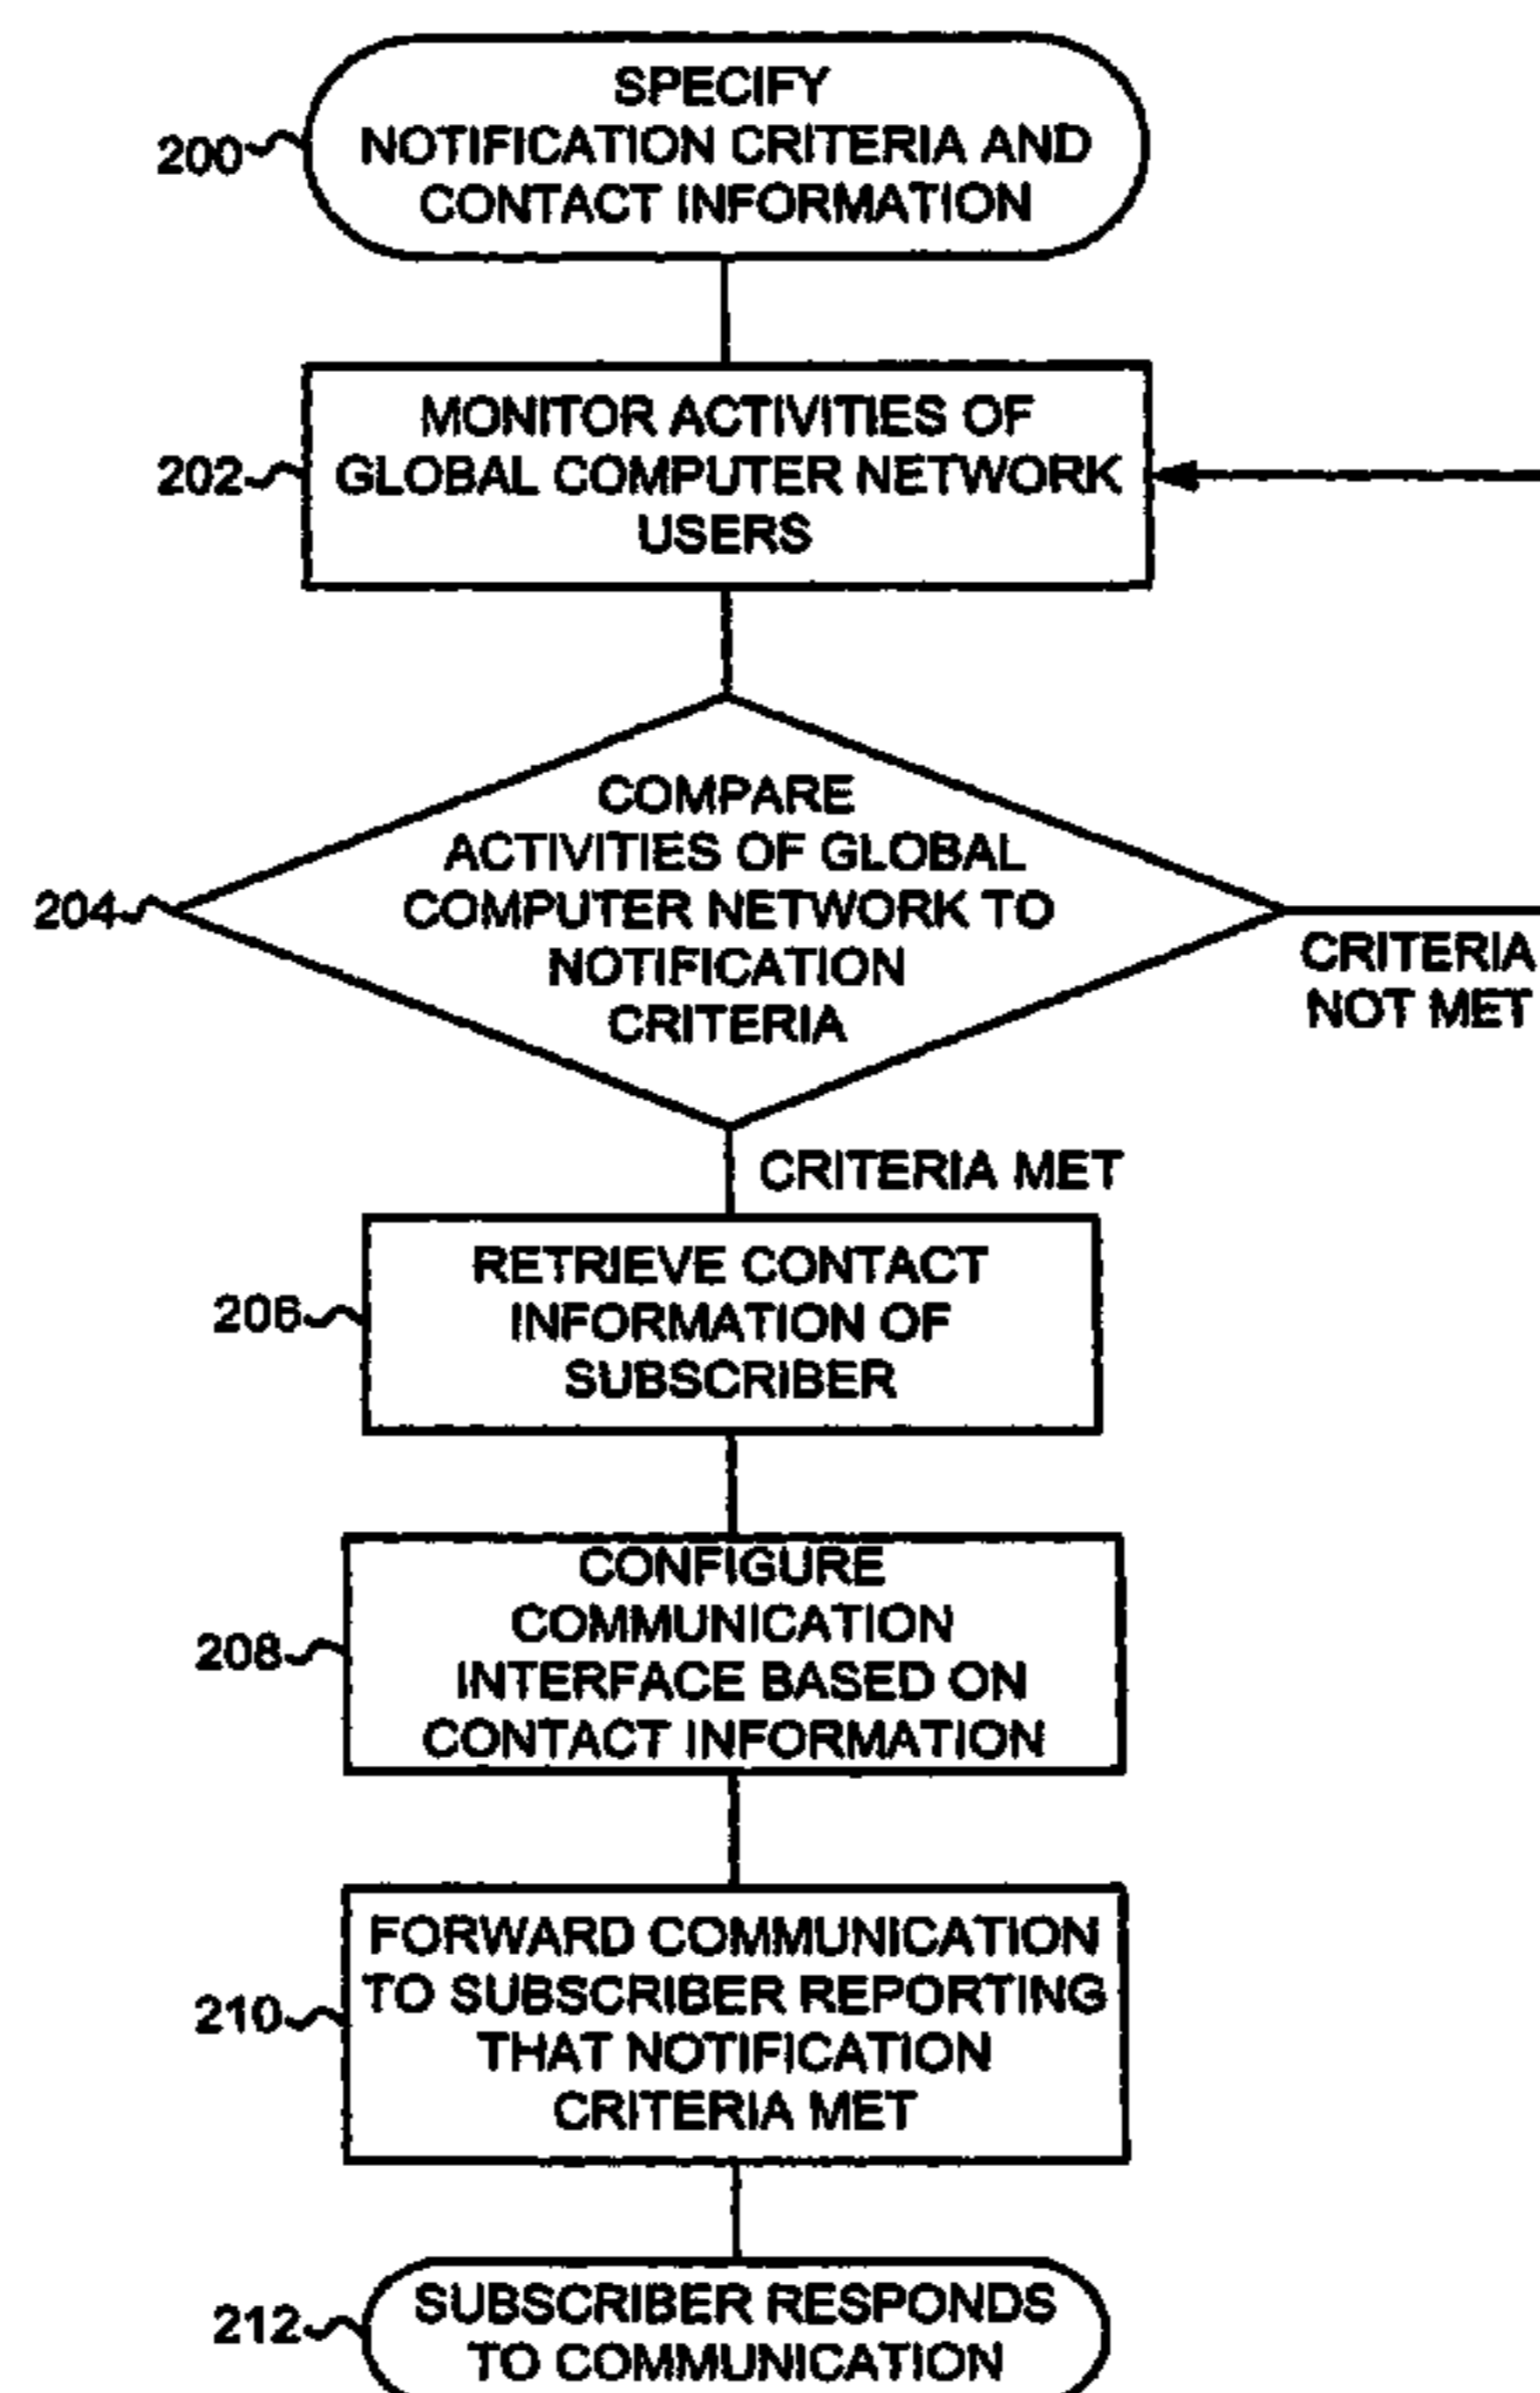 SPECIFY
200 NOTIFICATION CRITERIA AND
CONTACT INFORMATION
MONITOR ACTIVITIES OF
202 GLOBAL COMPUTER NETWORK
USERS
COMPARE
ACTIVITIES OF GLOBAL
204 COMPUTER NETWORK TO
NOTIFICATION
CRITERIA
CRITERIA
NOT MET
CRITERIA MET
RETRIEVE CONTACT
206 INFORMATION OF
SUBSCRIBER
CONFIGURE
COMMUNICATION
208 INTERFACE BASED ON
CONTACT INFORMATION
FORWARD COMMUNICATION
210 TO SUBSCRIBER REPORTING
THAT NOTIFICATION
CRITERIA MET
212 SUBSCRIBER RESPONDS
TO COMMUNICATION